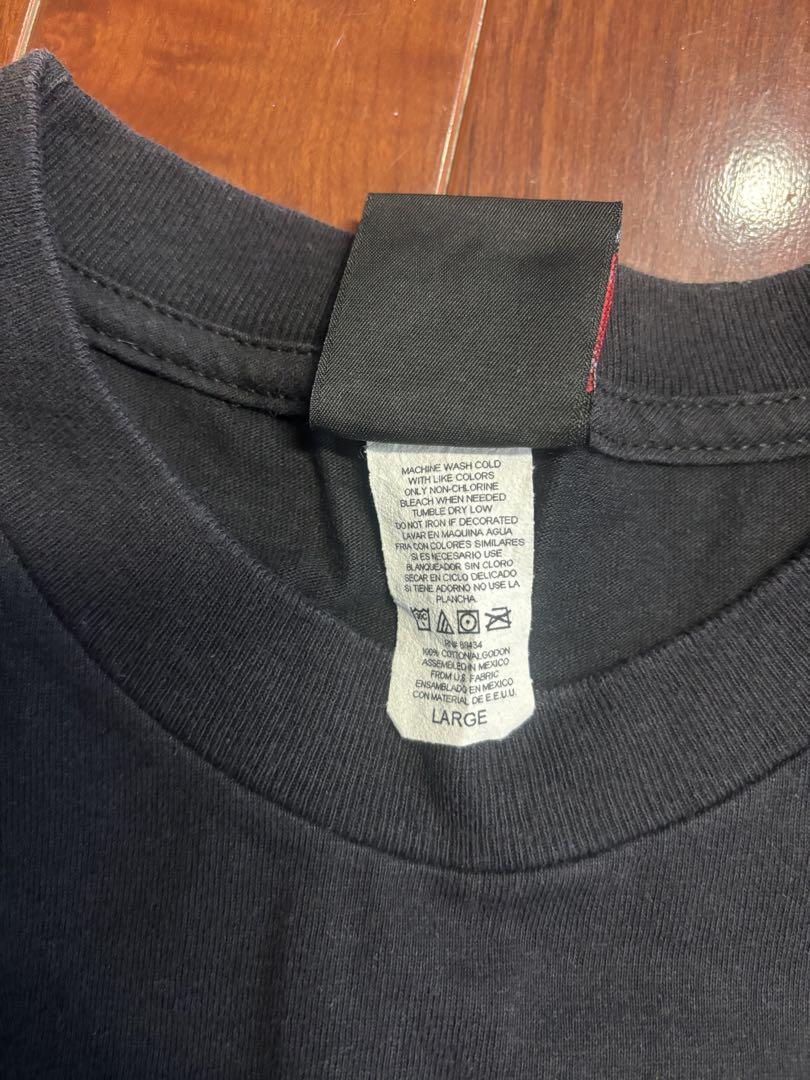 MACHINE WASH COLD
WITH LIKE COLORS
ONLY NON-CHLORINE
BLEACH WHEN NEEDED
TUMBLE DRY LOW
DO NOT IRON IF DECORATED
LAVAR EN MAQUINA AGUA
FRIA CON COLORES SIMILARES
SI ES NECESARIO USE
BLANQUEADOR SIN CLORO
SECAR EN CICLO DELICADO
SI TIENE ADORNO NO USE LA
PLANCHA.
RN# 89434
100% COTTON/ALGODON
ASSEMBLED IN MEXICO
FROM U.S. FABRIC
ENSAMBLADO EN MEXICO
CON MATERIAL DE E.E.U.U.
LARGE